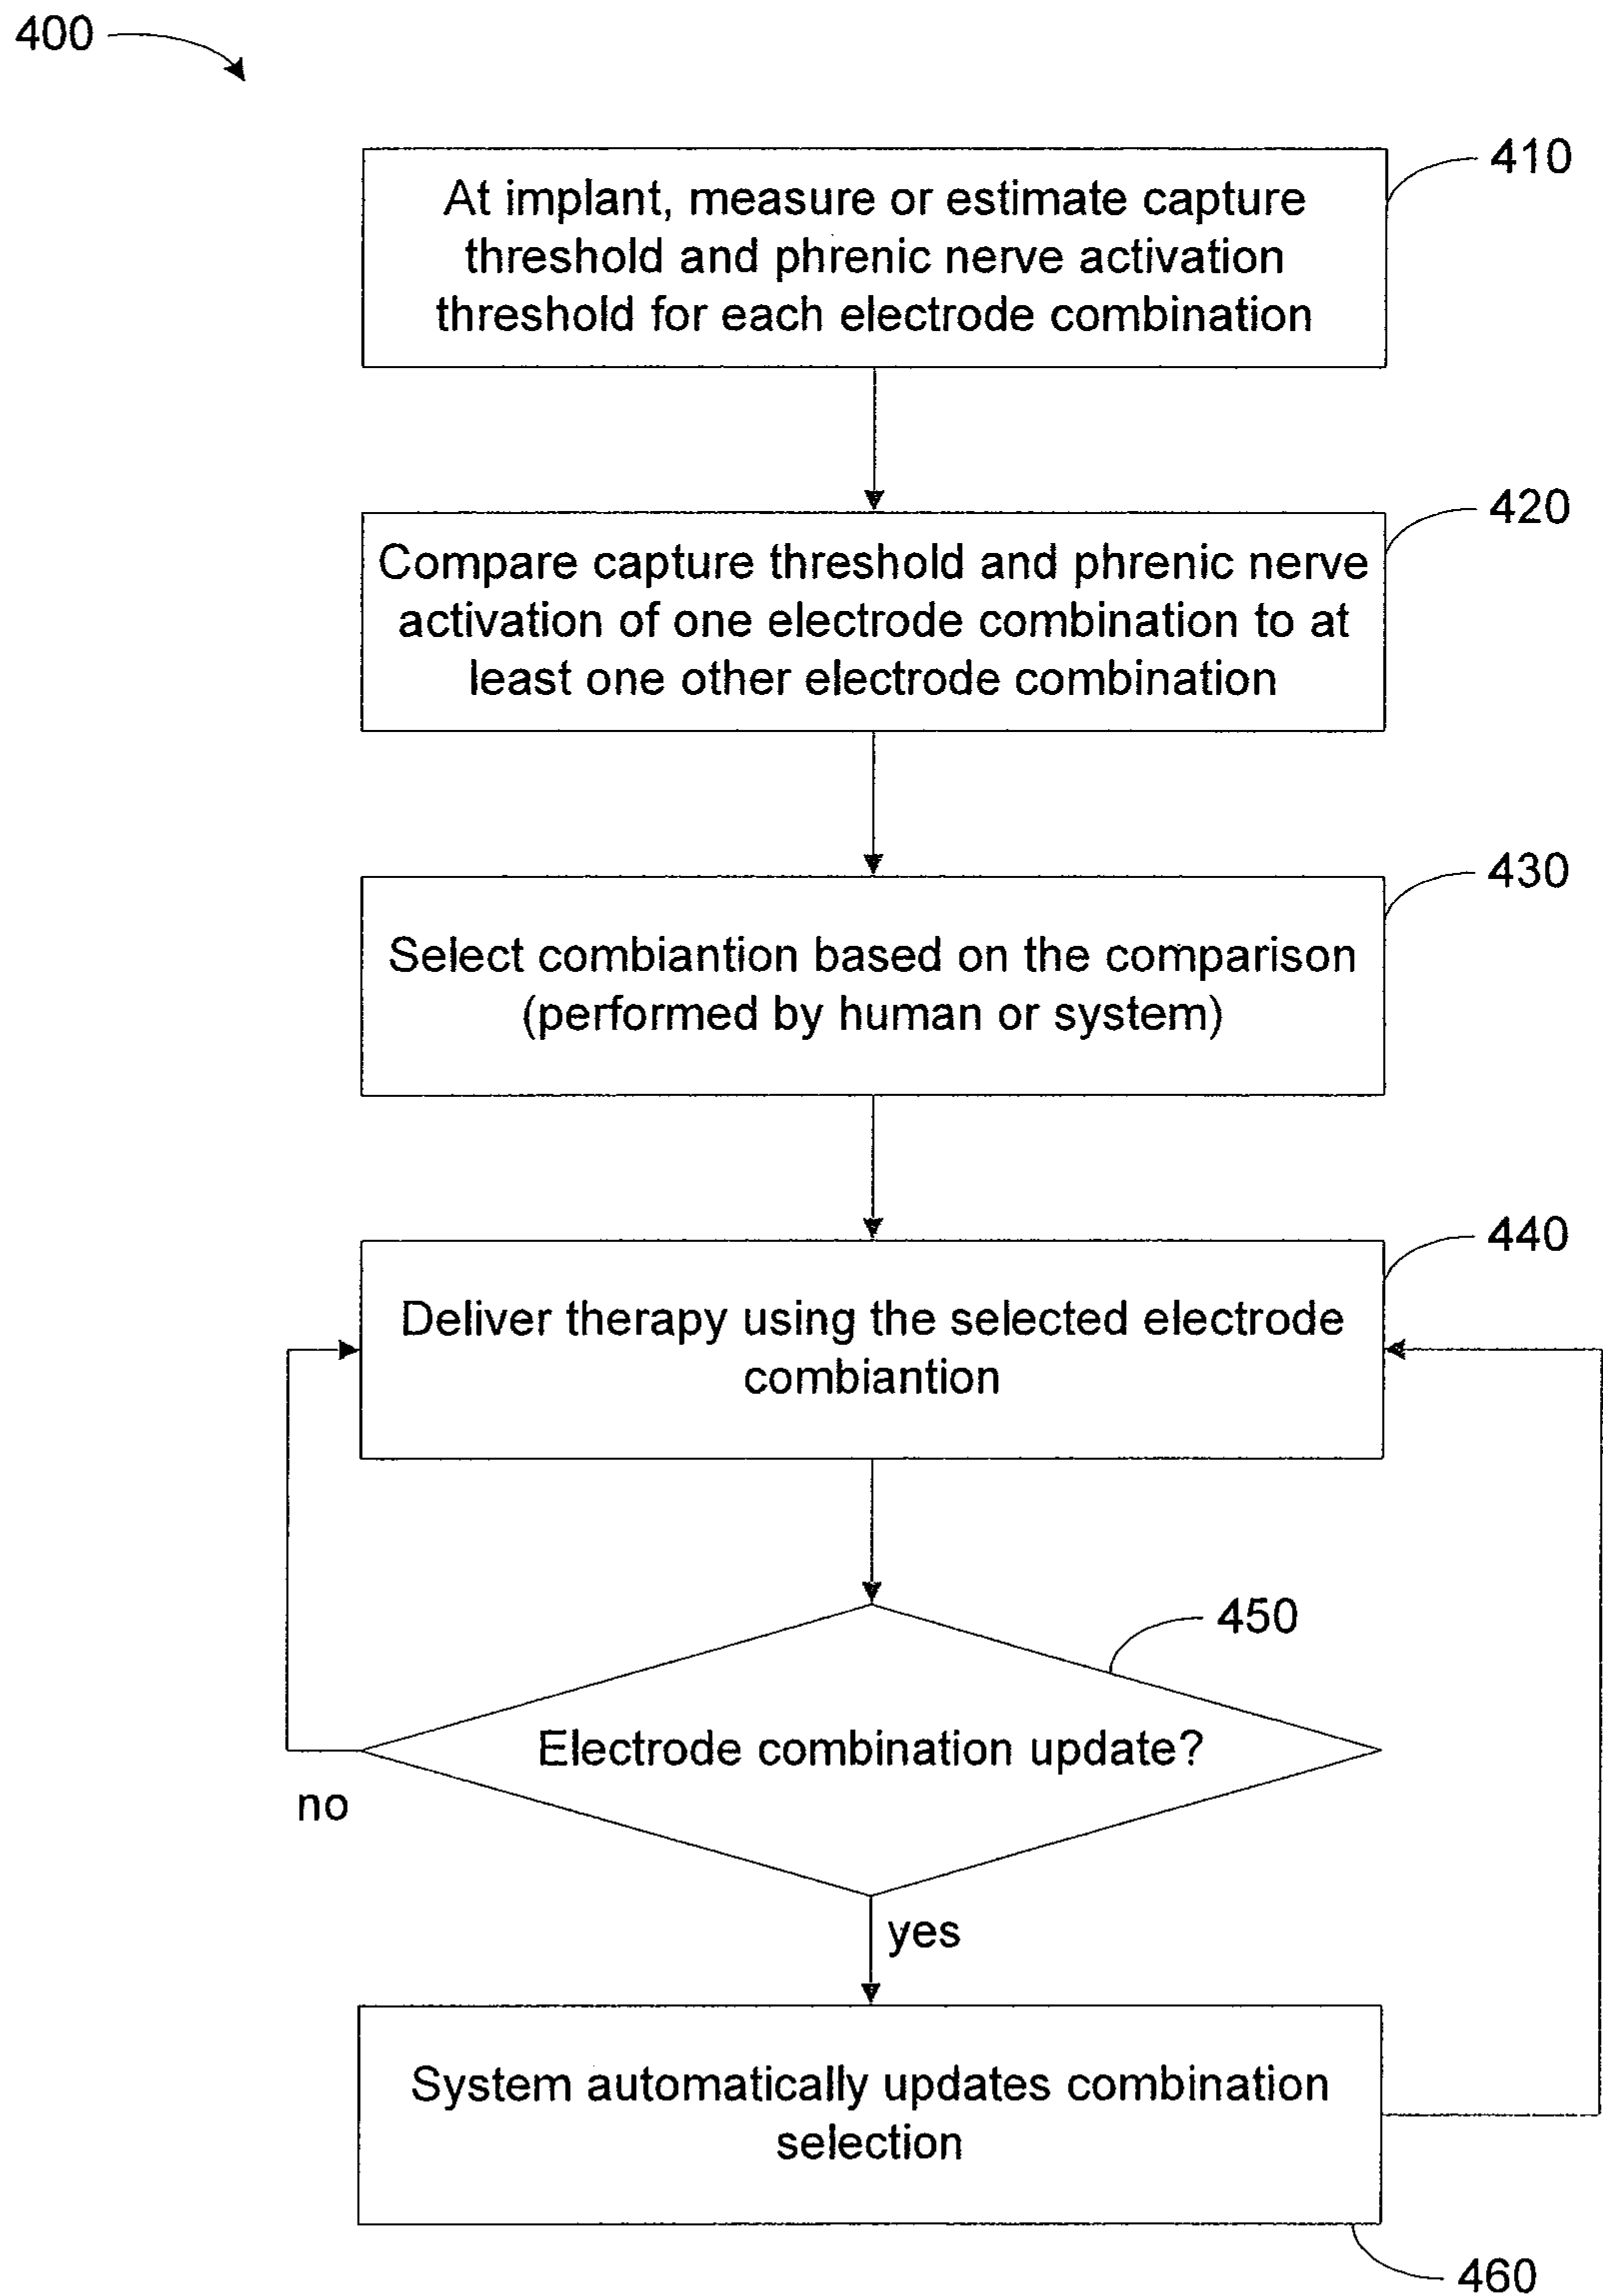 400
410
At implant, measure or estimate capture
threshold and phrenic nerve activation
threshold for each electrode combination
420
Compare capture threshold and phrenic nerve
activation of one electrode combination to at
least one other electrode combination
430
Select combiantion based on the comparison
(performed by human or system)
440
Deliver therapy using the selected electrode
combiantion
450
Electrode combination update?
no
yes
System automatically updates combination
selection
460